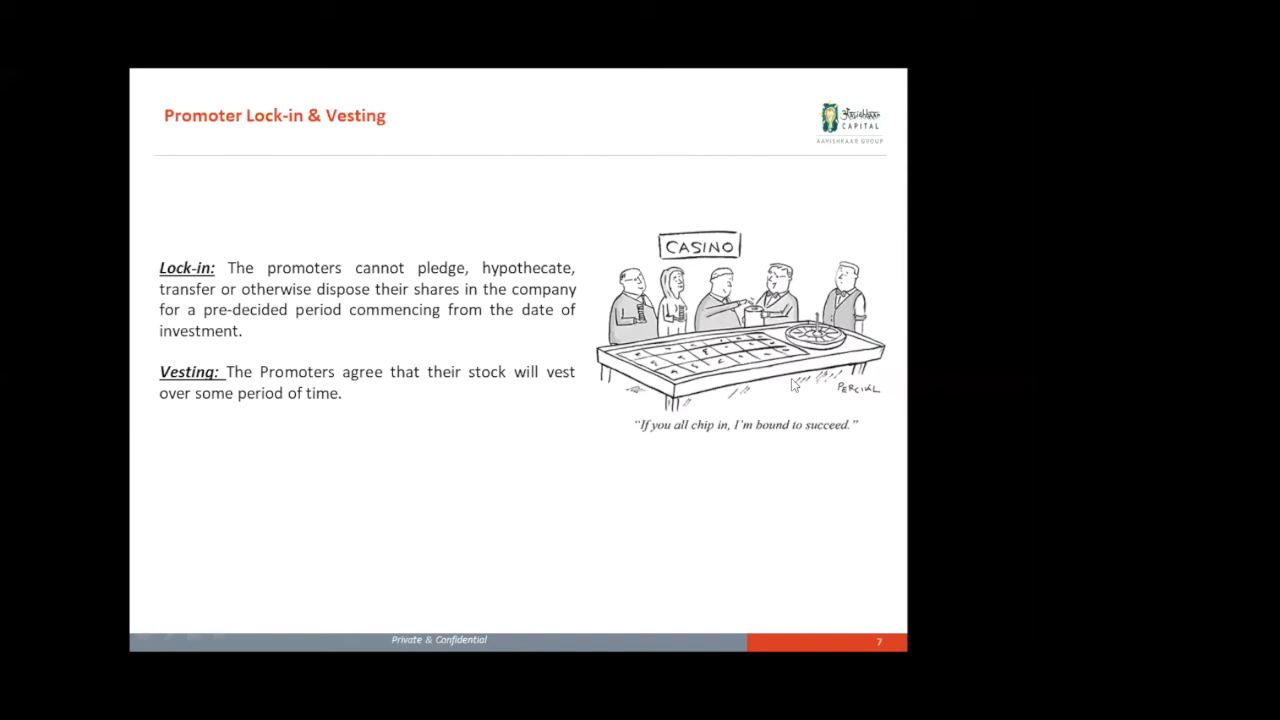 Promoter Lock-in & Vesting
आविष्कार
CAPITAL
AAVISHKAAR GROUP
CASINO
Lock-in: The promoters cannot pledge, hypothecate,
transfer or otherwise dispose their shares in the company
for a pre-decided period commencing from the date of
investment.
Vesting: The Promoters agree that their stock will vest
over some period of time.
PERCIVAL
“If you all chip in, I’m bound to succeed.”
Private & Confidential
7